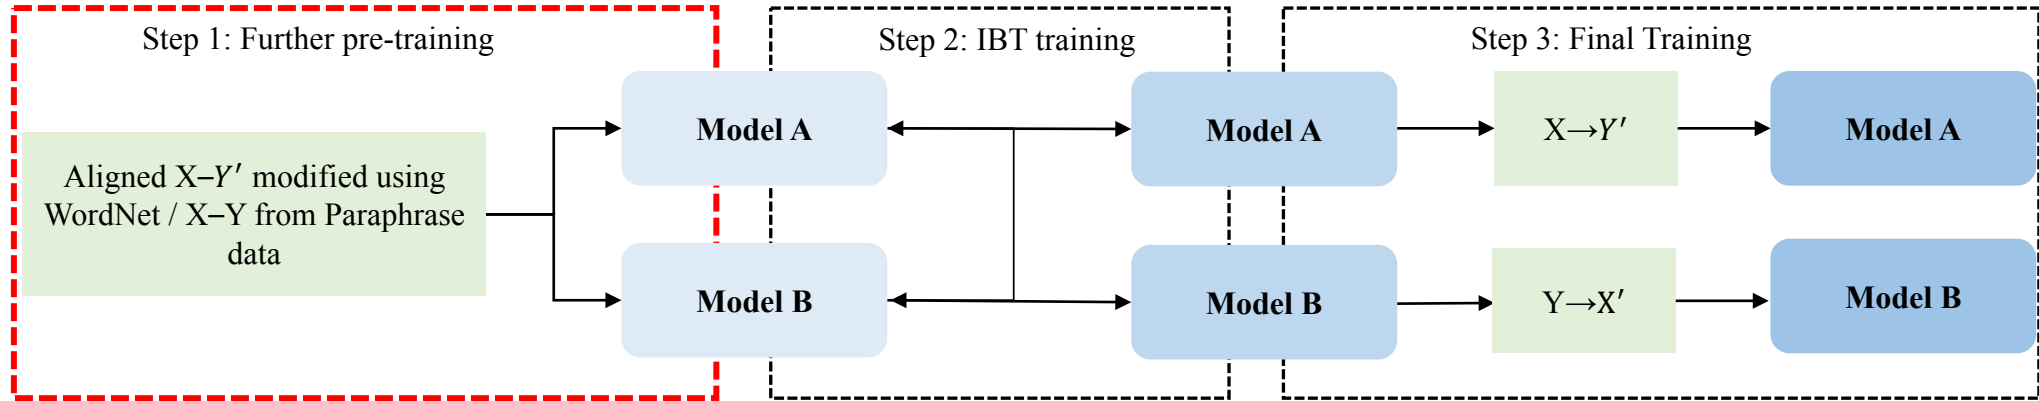 Step 1: Further pre-training
Step 2: IBT training
Step 3: Final Training
Aligned X–Y′ modified using
WordNet / X–Y from Paraphrase
data
Model A
Model A
X→Y′
Model A
Model B
Model B
Y→X′
Model B